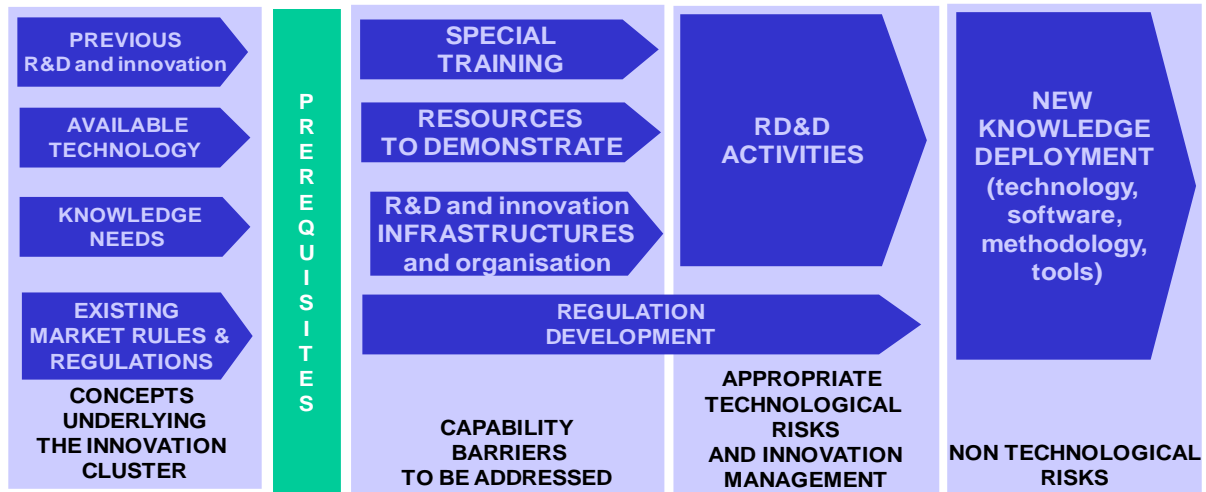 PREVIOUS
R&D and innovation
AVAILABLE
TECHNOLOGY
KNOWLEDGE
NEEDS
EXISTING
MARKET RULES &
REGULATIONS
CONCEPTS
UNDERLYING
THE INNOVATION
CLUSTER
PREREQUISITES
SPECIAL
TRAINING
RESOURCES
TO DEMONSTRATE
R&D and innovation
INFRASTRUCTURES
and organisation
REGULATION
DEVELOPMENT
CAPABILITY
BARRIERS
TO BE ADDRESSED
RD&D
ACTIVITIES
APPROPRIATE
TECHNOLOGICAL
RISKS
AND INNOVATION
MANAGEMENT
NEW
KNOWLEDGE
DEPLOYMENT
(technology,
software,
methodology,
tools)
NON TECHNOLOGICAL
RISKS